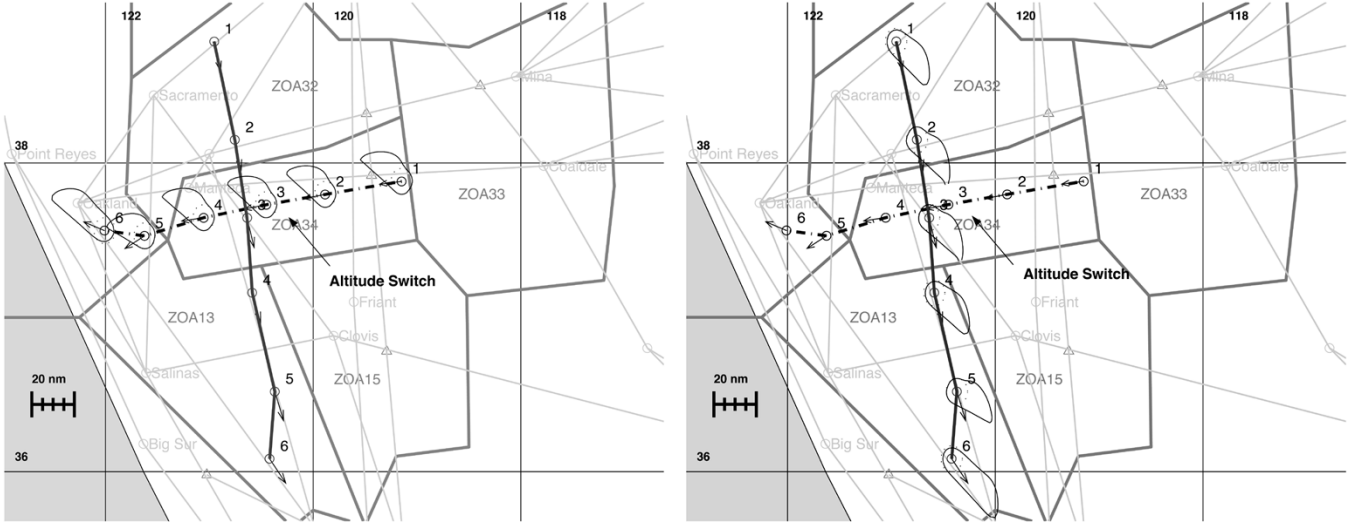 122
120
118
1
ZOA32
Mina
Sacramento
2
38
Point Reyes
Coaldale
1
Manteca
2
ZOA33
Oakland
3
4
3
6
5
ZOA34
Altitude Switch
4
Friant
ZOA13
Clovis
Salinas
20 nm
5
ZOA15
Big Sur
6
36
122
120
118
1
ZOA32
Mina
Sacramento
2
38
Point Reyes
Coaldale
1
Manteca
2
ZOA33
Oakland
3
4
3
6
5
ZOA34
Altitude Switch
4
Friant
ZOA13
Clovis
Salinas
20 nm
5
ZOA15
Big Sur
6
36